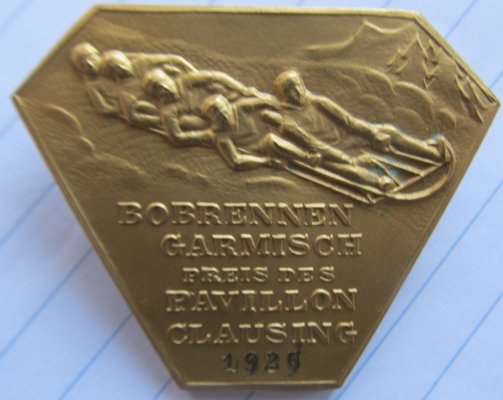 BOBRENNEN
GARMISCH
PREIS DES
PAVILLON
CLAUSING